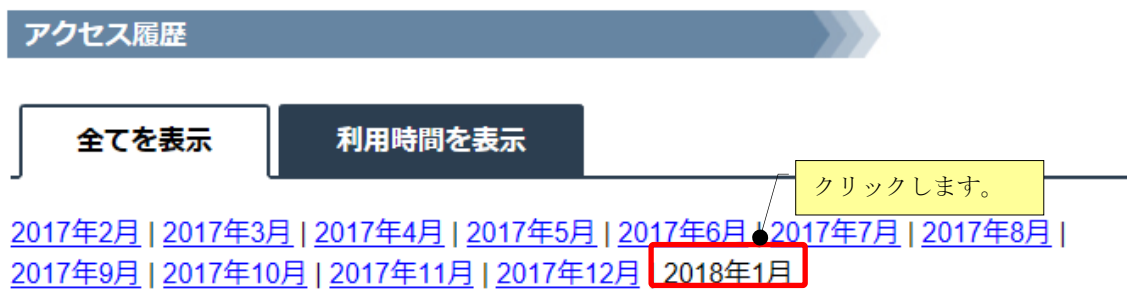 アクセス履歴
全てを表示 利用時間を表示
クリックします。
2017年2月 | 2017年3月 | 2017年4月 | 2017年5月 | 2017年6月 | 2017年7月 | 2017年8月 |
2017年9月 | 2017年10月 | 2017年11月 | 2017年12月 2018年1月